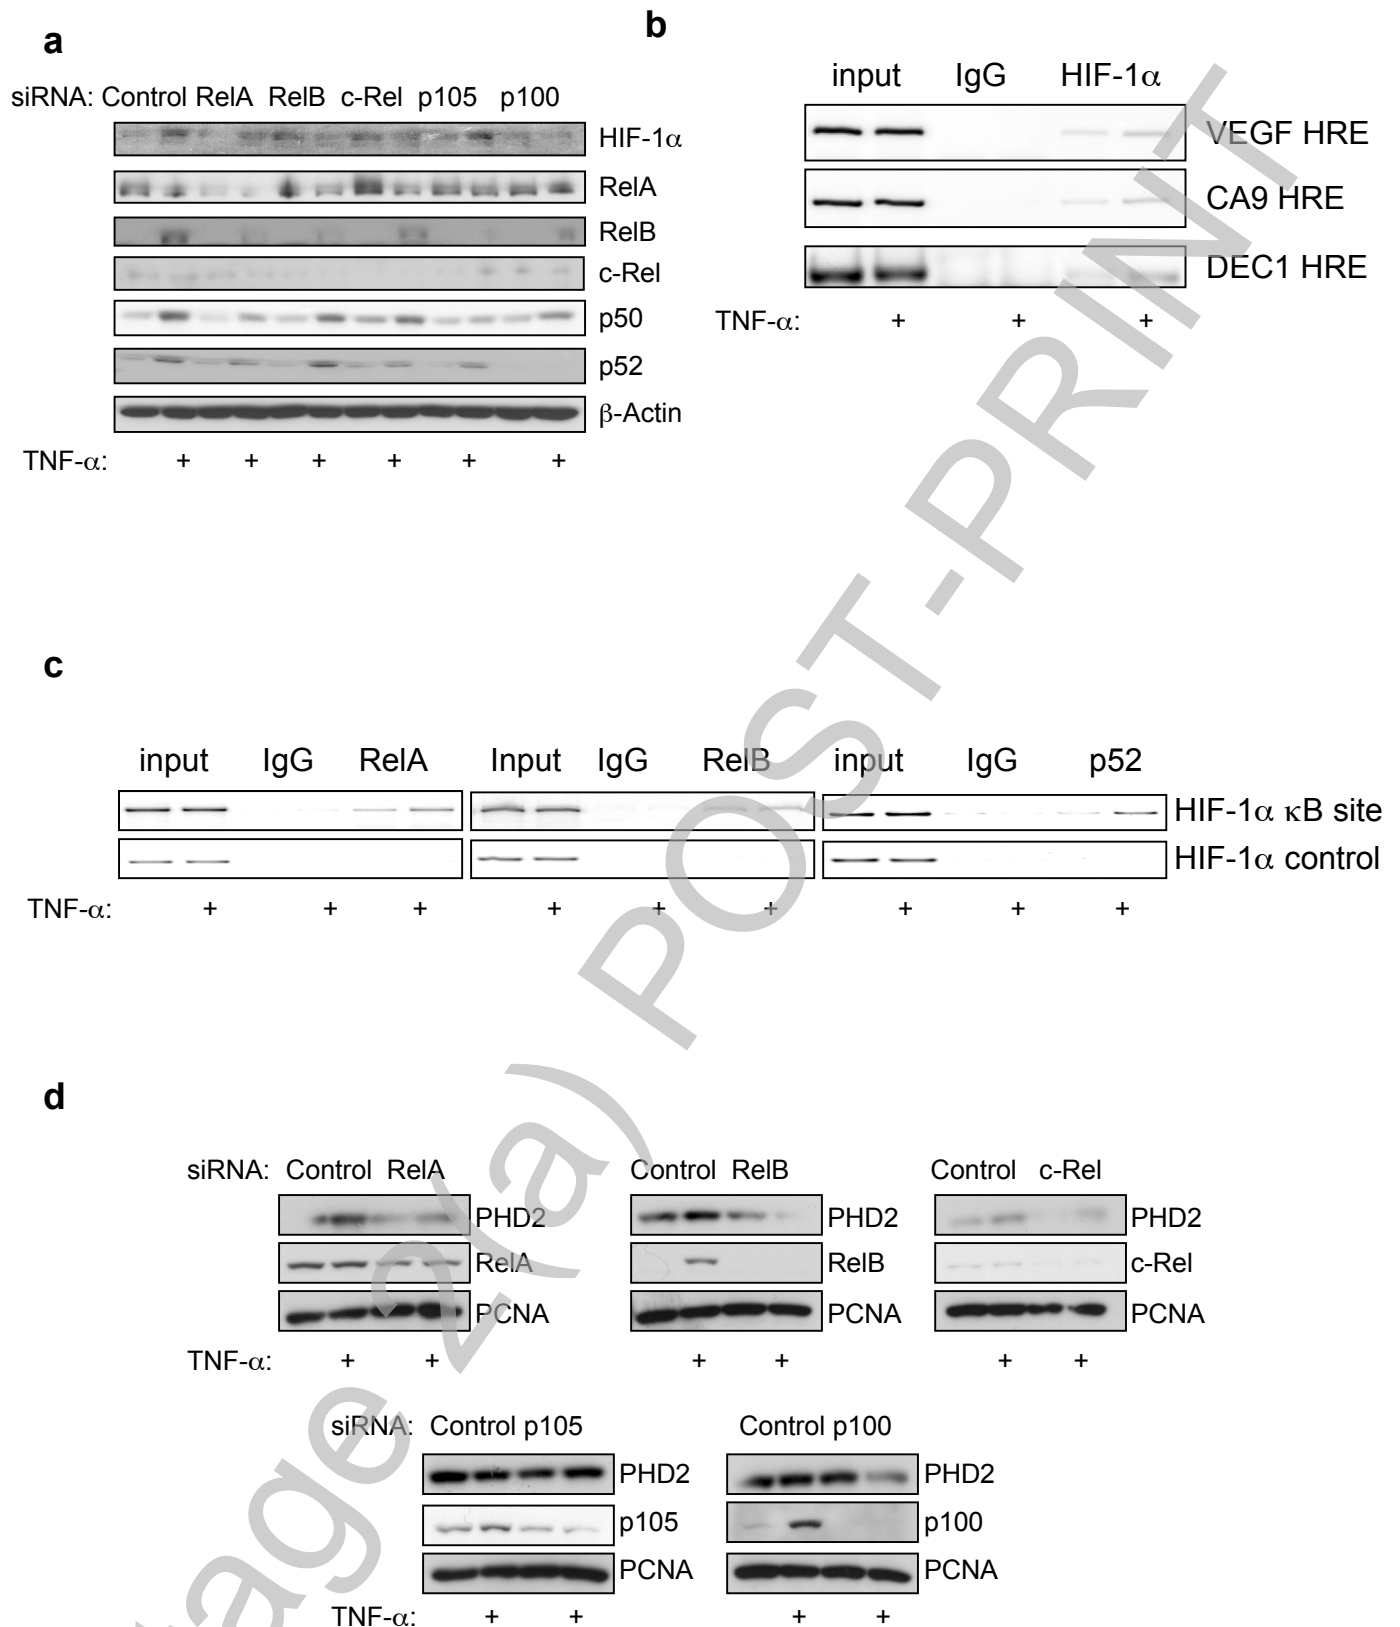 a
siRNA: Control RelA RelB c-Rel p105 p100
HIF-1α
RelA
RelB
c-Rel
p50
p52
β-Actin
TNF-α: + + + + + +
b
input IgG HIF-1α
VEGF HRE
CA9 HRE
DEC1 HRE
TNF-α: + + +
c
input IgG RelA Input IgG RelB input IgG p52
HIF-1α κB site
HIF-1α control
TNF-α: + + + + + + + + +
d
siRNA: Control RelA Control RelB Control c-Rel
PHD2 PHD2 PHD2
RelA RelB c-Rel
PCNA PCNA PCNA
TNF-α: + + + + + +
siRNA: Control p105 Control p100
PHD2 PHD2
p105 p100
PCNA PCNA
TNF-α: + + + +
tage 2(a) POST-PRINT